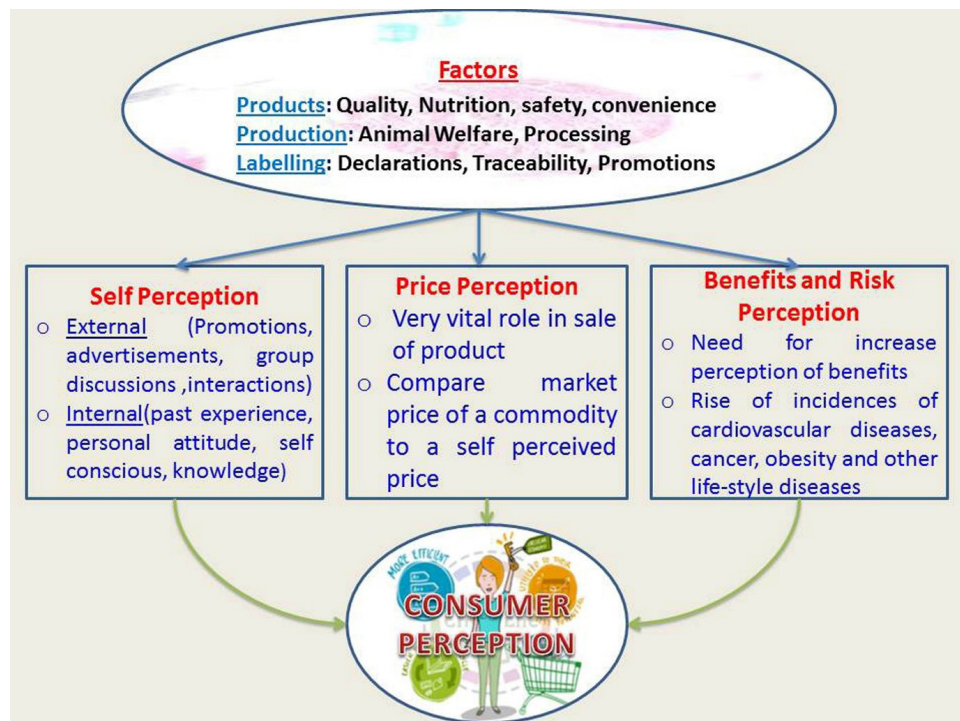 Factors
Products: Quality, Nutrition, safety, convenience
Production: Animal Welfare, Processing
Labelling: Declarations, Traceability, Promotions
Self Perception
o External (Promotions,
advertisements, group
discussions ,interactions)
o Internal(past experience,
personal attitude, self
conscious, knowledge)
Price Perception
o Very vital role in sale
of product
o Compare market
price of a commodity
to a self perceived
price
Benefits and Risk
Perception
o Need for increase
perception of benefits
o Rise of incidences of
cardiovascular diseases,
cancer, obesity and other
life-style diseases
MORE EFFICIENT
CONSUMER
PERCEPTION